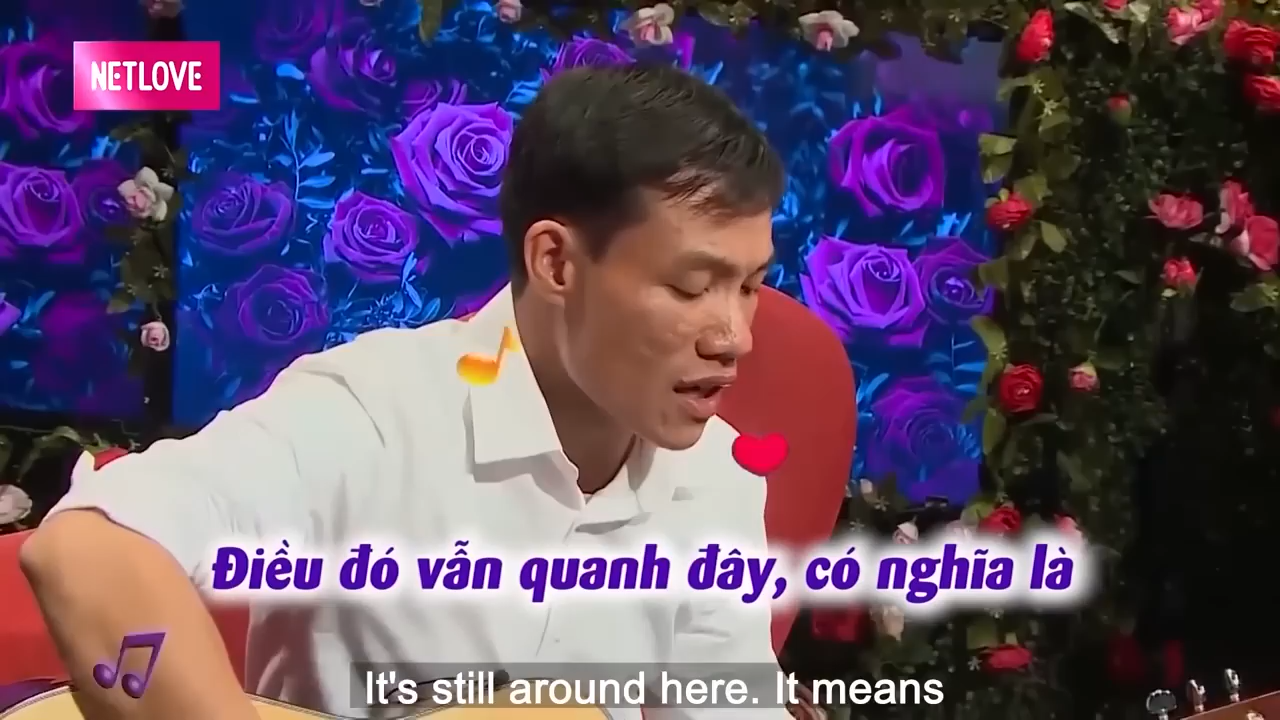 NETLOVE
Điều đó vẫn quanh đây, có nghĩa là
It's still around here. It means